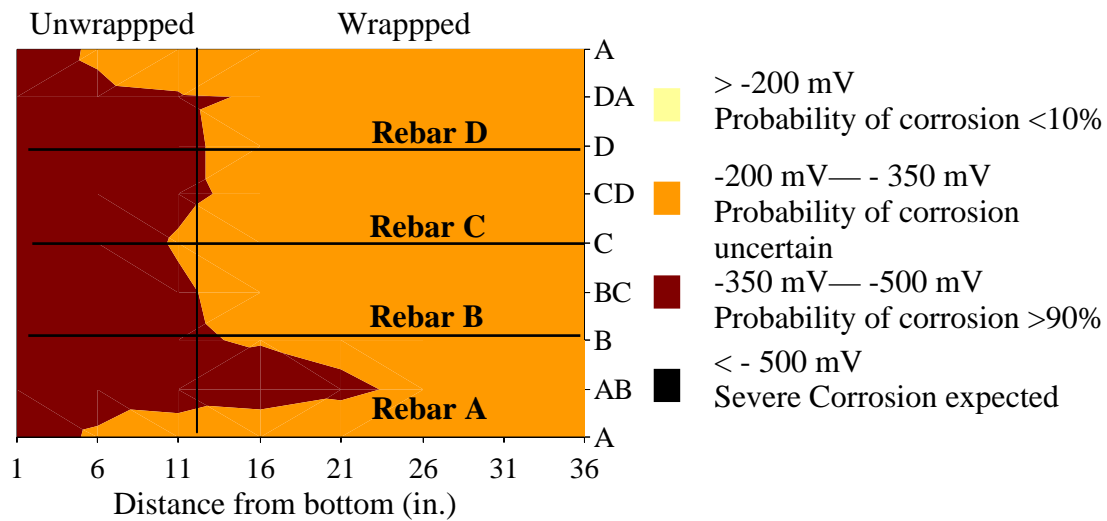 Unwrappped
Wrappped
A
DA
Rebar D
D
CD
Rebar C
C
BC
Rebar B
B
AB
Rebar A
A
1 6 11 16 21 26 31 36
Distance from bottom (in.)
> -200 mV
Probability of corrosion <10%
-200 mV— - 350 mV
Probability of corrosion
uncertain
-350 mV— -500 mV
Probability of corrosion >90%
< - 500 mV
Severe Corrosion expected